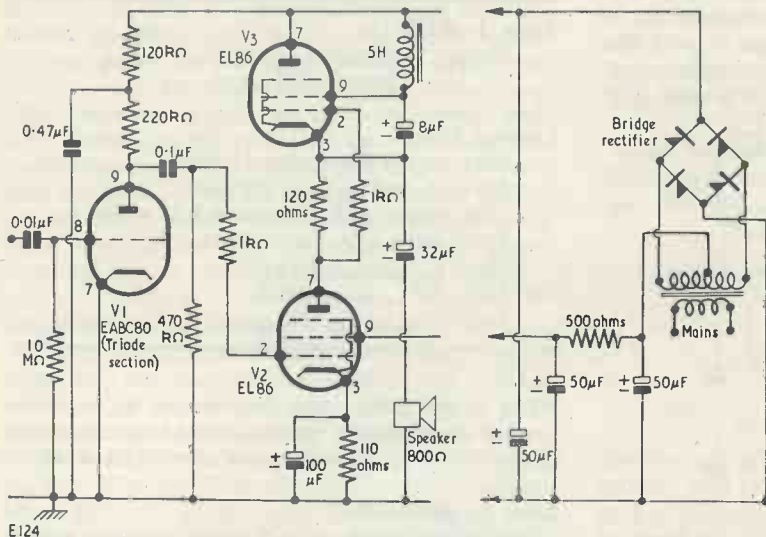 120kΩ
220kΩ
0·47μF
0·1μF
9
0·01μF
8
7
V1
EABC80
(Triode
section)
10
MΩ
470
kΩ
1kΩ
V3
EL86
7
9
2
3
5H
8μF
120
ohms
1kΩ
32μF
7
9
2
V2
EL86
3
100
μF
110
ohms
Speaker
800Ω
Bridge
rectifier
Mains
500 ohms
50μF
50μF
50μF
E124